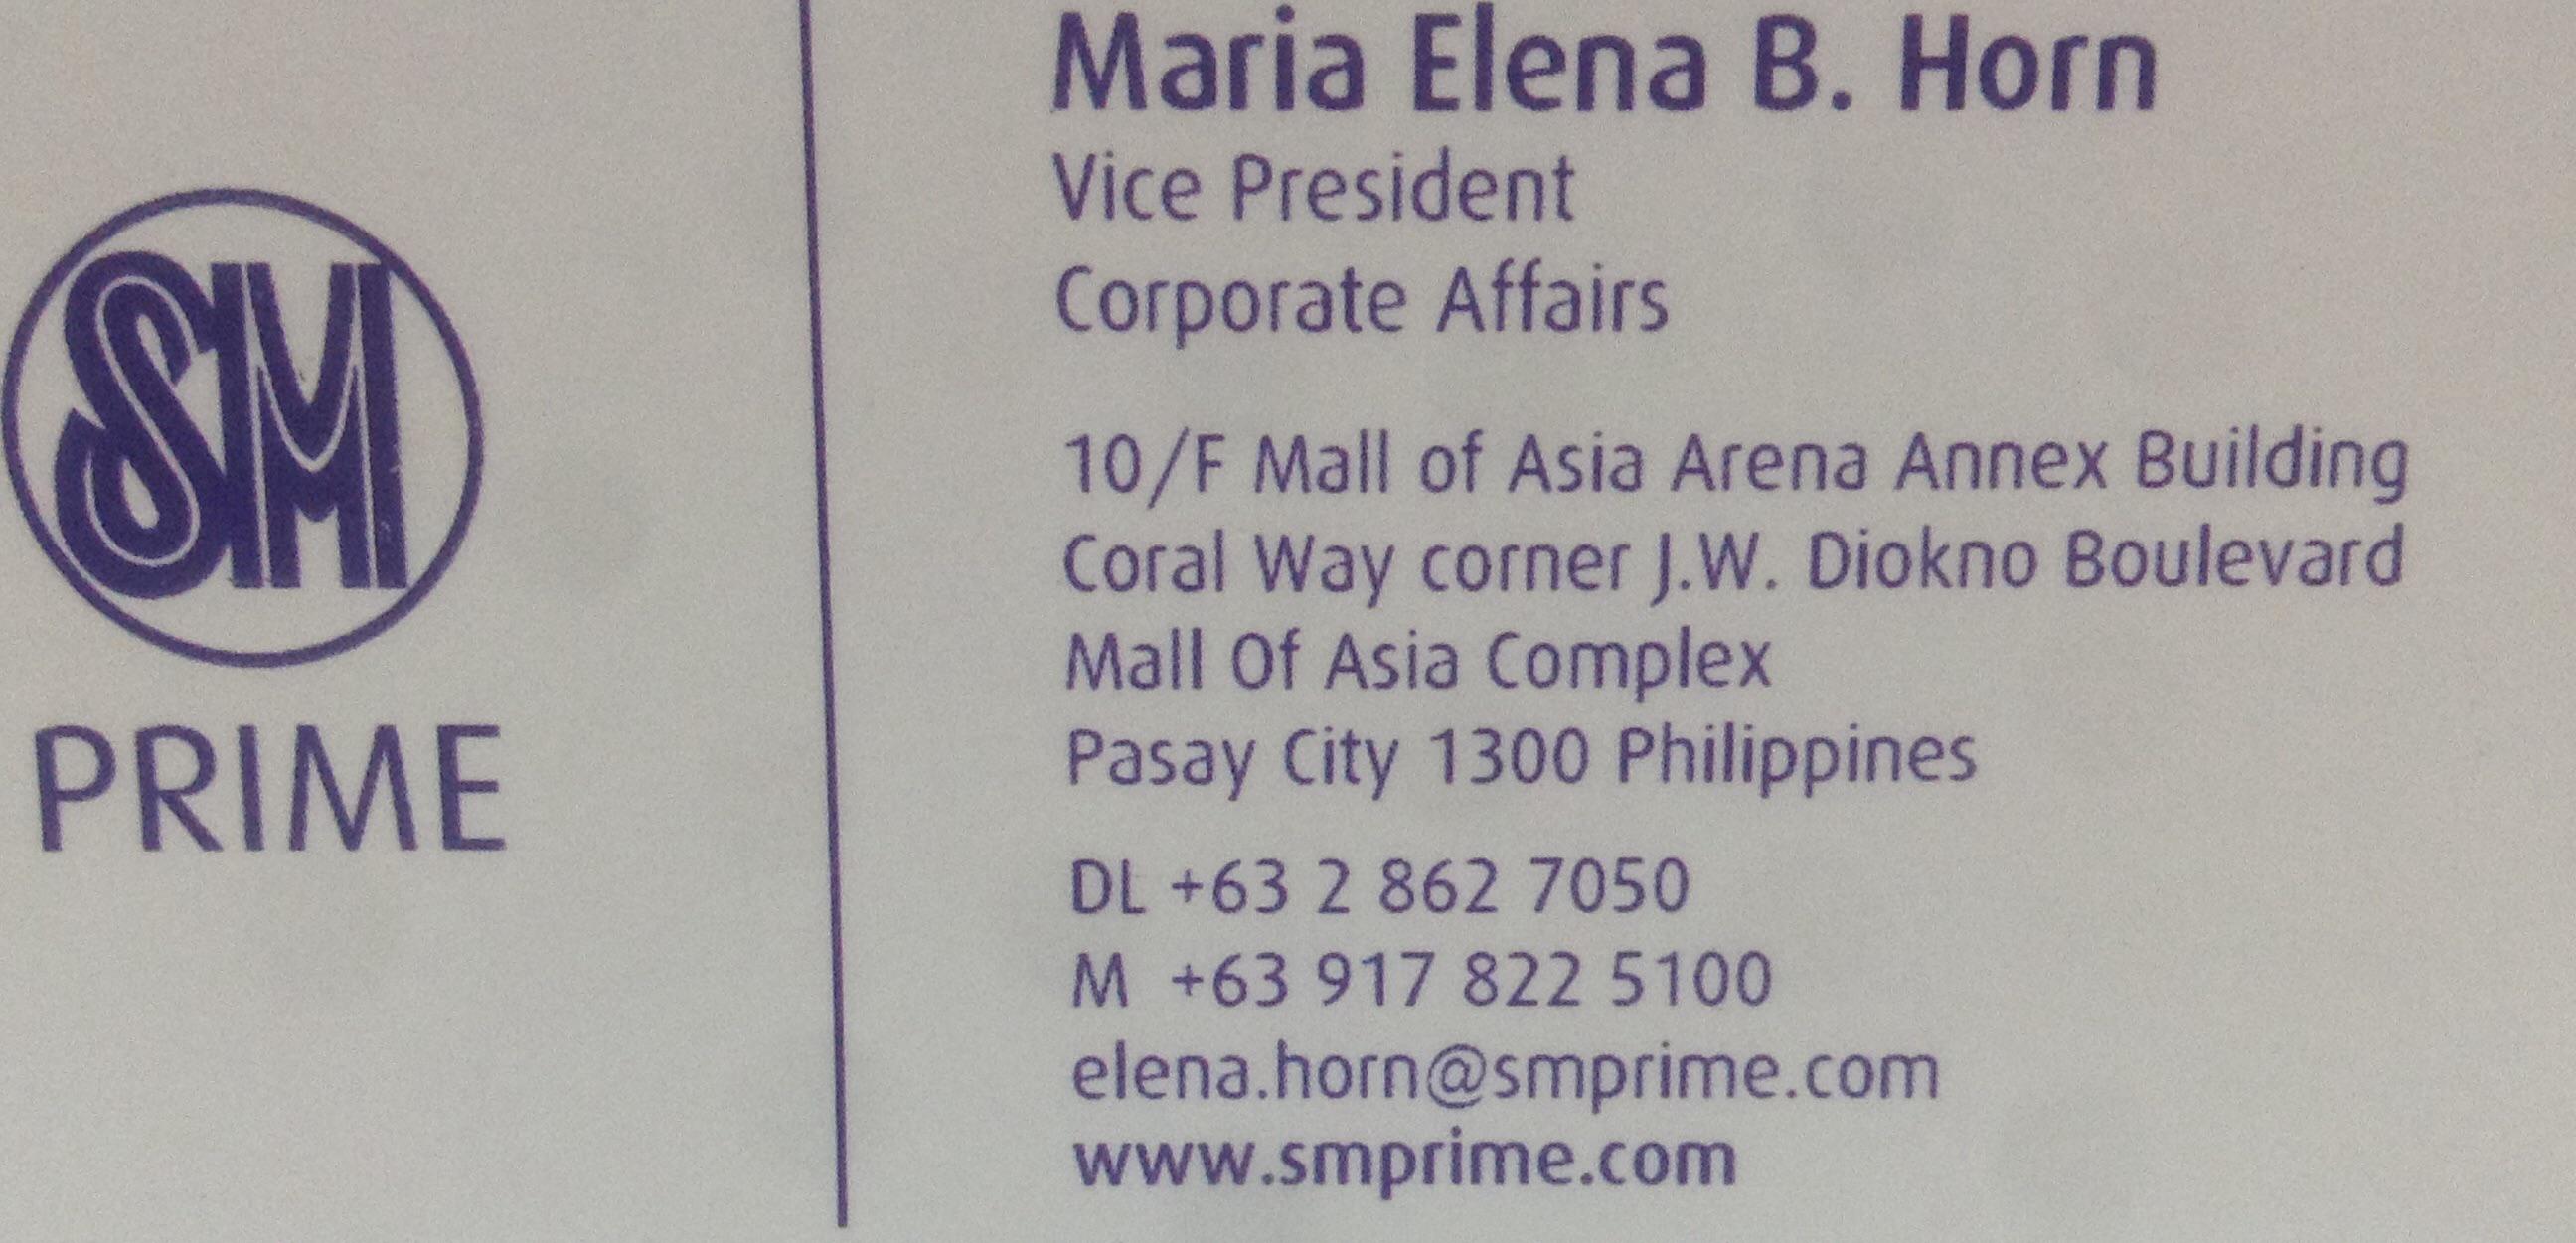 SM
PRIME
Maria Elena B. Horn
Vice President
Corporate Affairs
10/F Mall of Asia Arena Annex Building
Coral Way corner J.W. Diokno Boulevard
Mall Of Asia Complex
Pasay City 1300 Philippines
DL +63 2 862 7050
M +63 917 822 5100
elena.horn@smprime.com
www.smprime.com